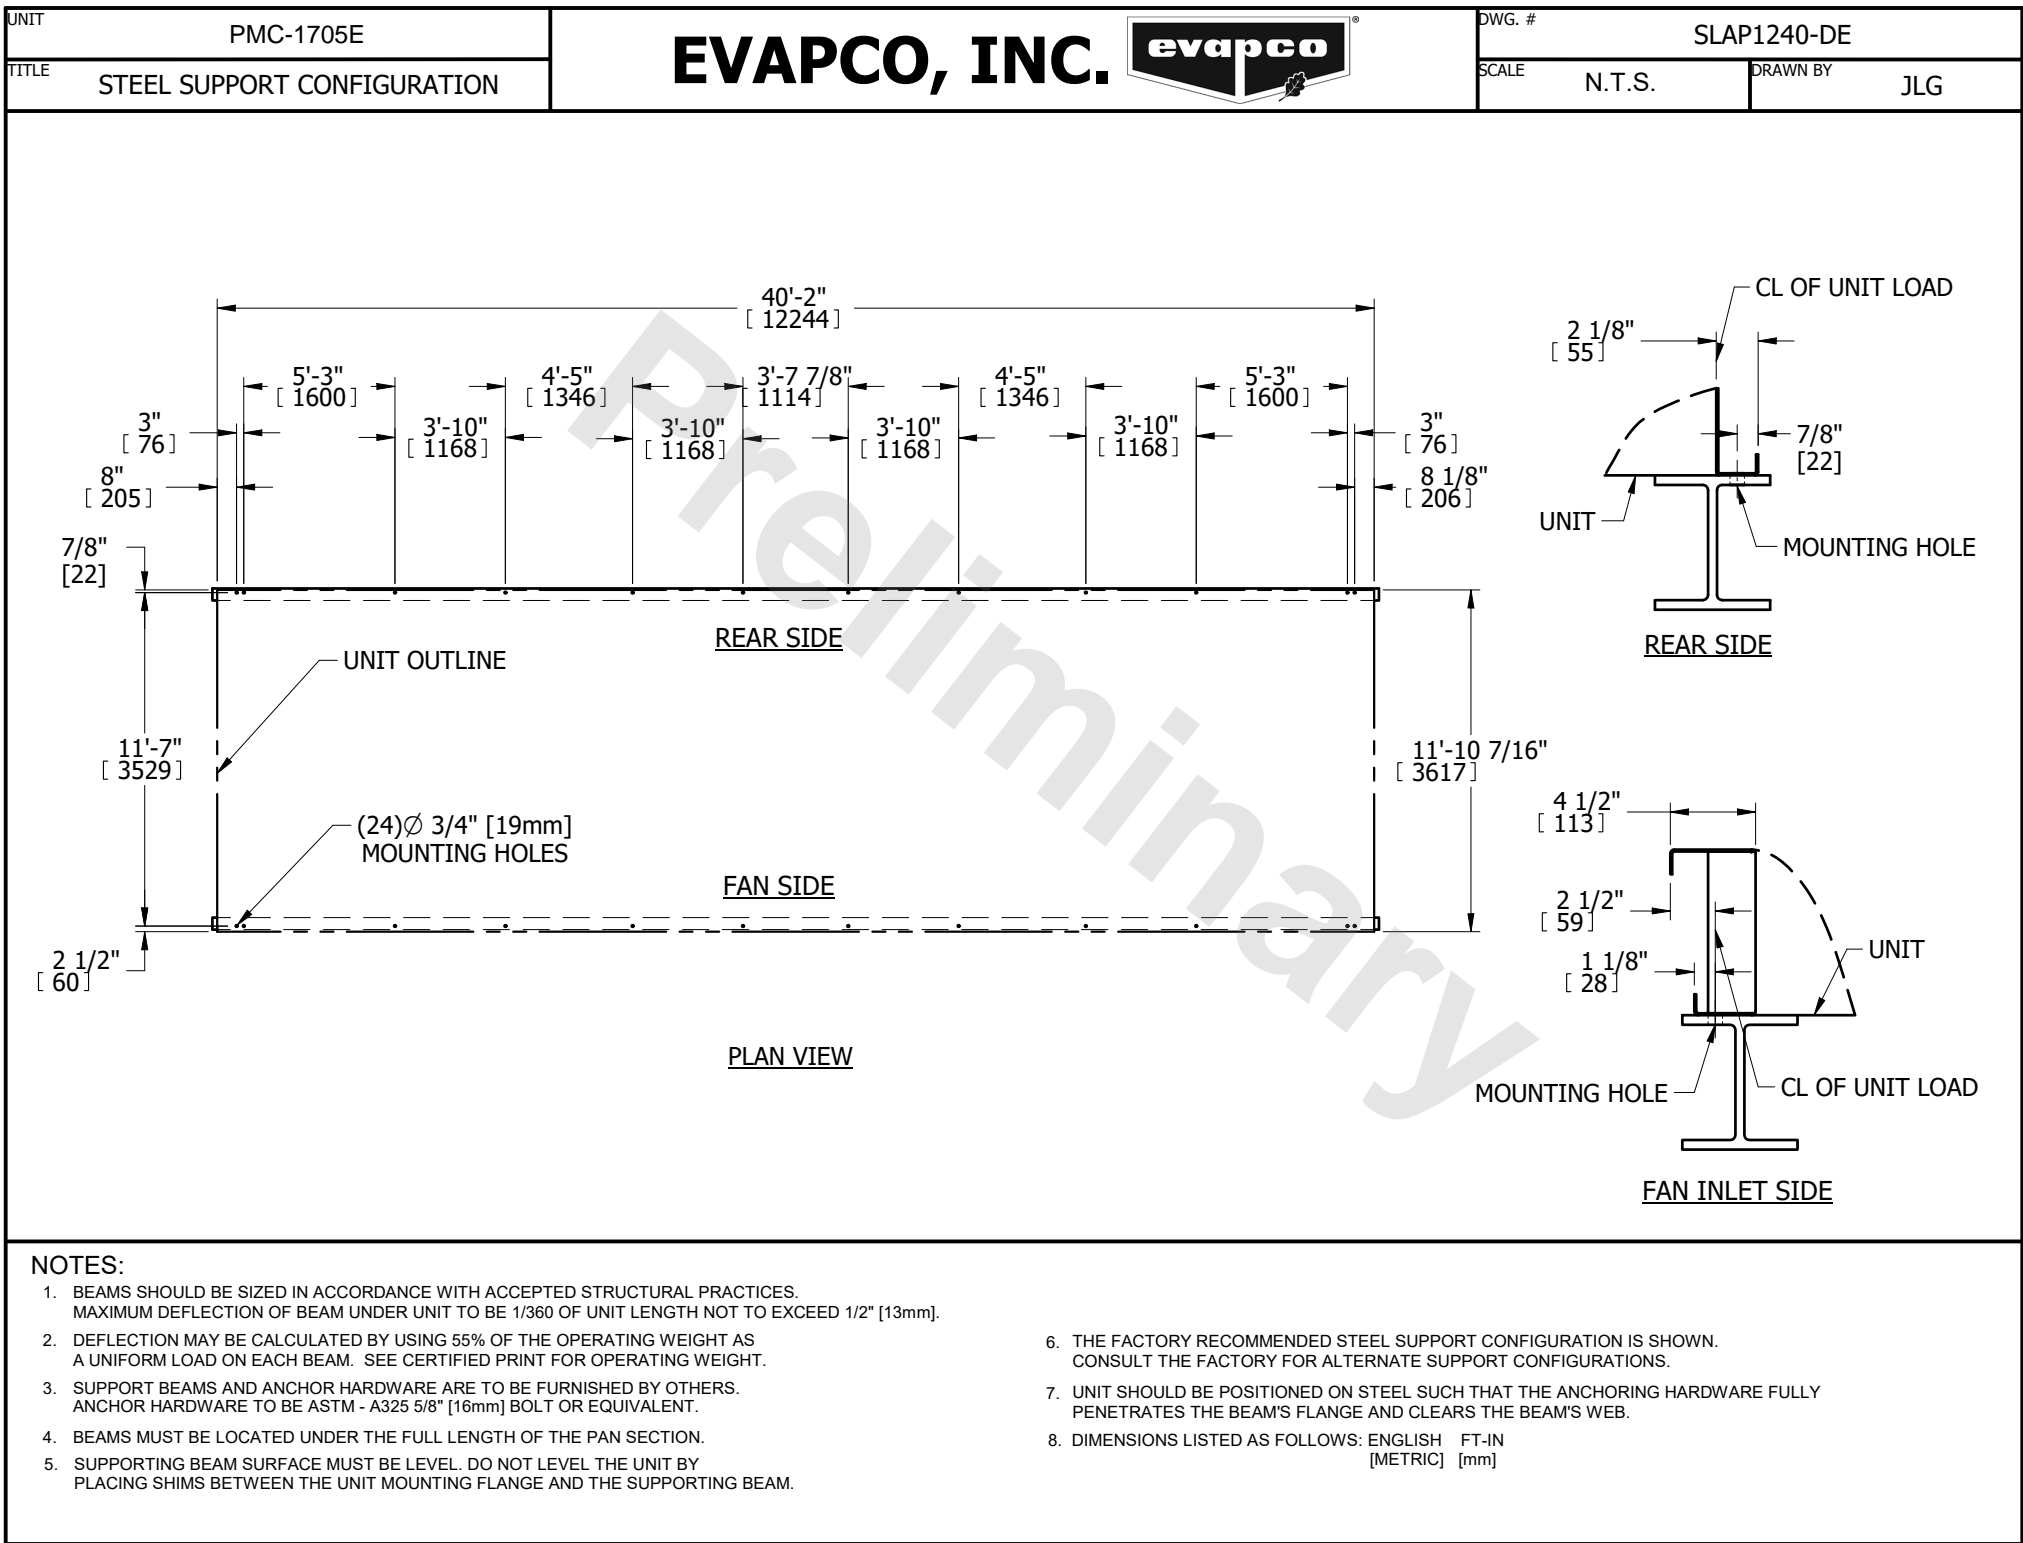 UNIT
PMC-1705E
TITLE
STEEL SUPPORT CONFIGURATION
EVAPCO, INC.
evapco
®
DWG. #
SLAP1240-DE
SCALE
N.T.S.
DRAWN BY
JLG
40'-2"
[ 12244 ]
5'-3"
[ 1600 ]
4'-5"
[ 1346 ]
3'-7 7/8"
[ 1114 ]
4'-5"
[ 1346 ]
5'-3"
[ 1600 ]
3"
[ 76 ]
3'-10"
[ 1168 ]
3'-10"
[ 1168 ]
3'-10"
[ 1168 ]
3'-10"
[ 1168 ]
3"
[ 76 ]
8"
[ 205 ]
8 1/8"
[ 206 ]
7/8"
[22]
REAR SIDE
UNIT OUTLINE
11'-7"
[ 3529 ]
11'-10 7/16"
[ 3617 ]
(24)Ø 3/4" [19mm]
MOUNTING HOLES
FAN SIDE
2 1/2"
[ 60 ]
PLAN VIEW
Preliminary
CL OF UNIT LOAD
2 1/8"
[ 55 ]
7/8"
[22]
UNIT
MOUNTING HOLE
REAR SIDE
4 1/2"
[ 113 ]
2 1/2"
[ 59 ]
1 1/8"
[ 28 ]
UNIT
MOUNTING HOLE
CL OF UNIT LOAD
FAN INLET SIDE
NOTES:
1. BEAMS SHOULD BE SIZED IN ACCORDANCE WITH ACCEPTED STRUCTURAL PRACTICES.
MAXIMUM DEFLECTION OF BEAM UNDER UNIT TO BE 1/360 OF UNIT LENGTH NOT TO EXCEED 1/2" [13mm].
2. DEFLECTION MAY BE CALCULATED BY USING 55% OF THE OPERATING WEIGHT AS
A UNIFORM LOAD ON EACH BEAM. SEE CERTIFIED PRINT FOR OPERATING WEIGHT.
3. SUPPORT BEAMS AND ANCHOR HARDWARE ARE TO BE FURNISHED BY OTHERS.
ANCHOR HARDWARE TO BE ASTM - A325 5/8" [16mm] BOLT OR EQUIVALENT.
4. BEAMS MUST BE LOCATED UNDER THE FULL LENGTH OF THE PAN SECTION.
5. SUPPORTING BEAM SURFACE MUST BE LEVEL. DO NOT LEVEL THE UNIT BY
PLACING SHIMS BETWEEN THE UNIT MOUNTING FLANGE AND THE SUPPORTING BEAM.
6. THE FACTORY RECOMMENDED STEEL SUPPORT CONFIGURATION IS SHOWN.
CONSULT THE FACTORY FOR ALTERNATE SUPPORT CONFIGURATIONS.
7. UNIT SHOULD BE POSITIONED ON STEEL SUCH THAT THE ANCHORING HARDWARE FULLY
PENETRATES THE BEAM'S FLANGE AND CLEARS THE BEAM'S WEB.
8. DIMENSIONS LISTED AS FOLLOWS: ENGLISH FT-IN
[METRIC] [mm]